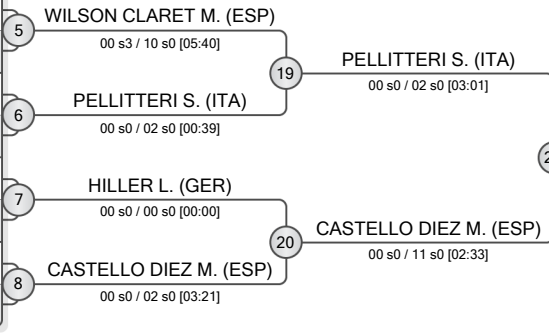 WILSON CLARET M. (ESP)
5
00 s3 / 10 s0 [05:40]
19
PELLITTERI S. (ITA)
00 s0 / 02 s0 [03:01]
PELLITTERI S. (ITA)
6
00 s0 / 02 s0 [00:39]
HILLER L. (GER)
7
00 s0 / 00 s0 [00:00]
20
CASTELLO DIEZ M. (ESP)
00 s0 / 11 s0 [02:33]
CASTELLO DIEZ M. (ESP)
8
00 s0 / 02 s0 [03:21]